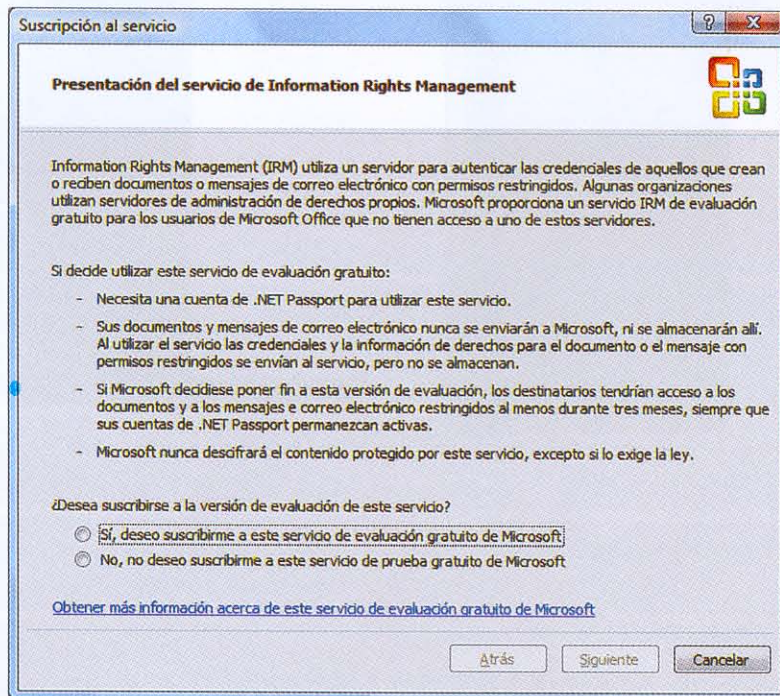 Suscripción al servicio
Presentación del servicio de Information Rights Management
Information Rights Management (IRM) utiliza un servidor para autenticar las credenciales de aquellos que crean
o reciben documentos o mensajes de correo electrónico con permisos restringidos. Algunas organizaciones
utilizan servidores de administración de derechos propios. Microsoft proporciona un servicio IRM de evaluación
gratuito para los usuarios de Microsoft Office que no tienen acceso a uno de estos servidores.
Si decide utilizar este servicio de evaluación gratuito:
- Necesita una cuenta de .NET Passport para utilizar este servicio.
- Sus documentos y mensajes de correo electrónico nunca se enviarán a Microsoft, ni se almacenarán allí.
Al utilizar el servicio las credenciales y la información de derechos para el documento o el mensaje con
permisos restringidos se envían al servicio, pero no se almacenan.
- Si Microsoft decidiese poner fin a esta versión de evaluación, los destinatarios tendrían acceso a los
documentos y a los mensajes e correo electrónico restringidos al menos durante tres meses, siempre que
sus cuentas de .NET Passport permanezcan activas.
- Microsoft nunca descifrará el contenido protegido por este servicio, excepto si lo exige la ley.
¿Desea suscribirse a la versión de evaluación de este servicio?
Sí, deseo suscribirme a este servicio de evaluación gratuito de Microsoft
No, no deseo suscribirme a este servicio de prueba gratuito de Microsoft
Obtener más información acerca de este servicio de evaluación gratuito de Microsoft
Atrás Siguiente Cancelar